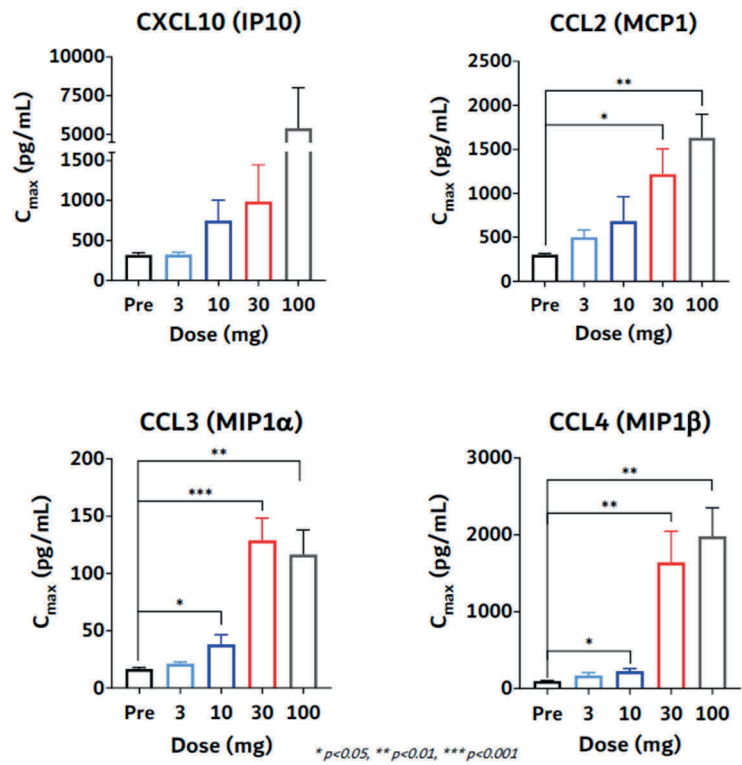 CXCL10 (IP10)
10000
7500
5000
1500
1000
500
0
Cmax (pg/mL)
Pre 3 10 30 100
Dose (mg)
CCL2 (MCP1)
2500
2000
1500
1000
500
0
Cmax (pg/mL)
**
*
Pre 3 10 30 100
Dose (mg)
CCL3 (MIP1α)
200
150
100
50
0
Cmax (pg/mL)
**
***
*
Pre 3 10 30 100
Dose (mg)
CCL4 (MIP1β)
3000
2000
1000
0
Cmax (pg/mL)
**
**
*
Pre 3 10 30 100
Dose (mg)
* p<0.05, ** p<0.01, *** p<0.001